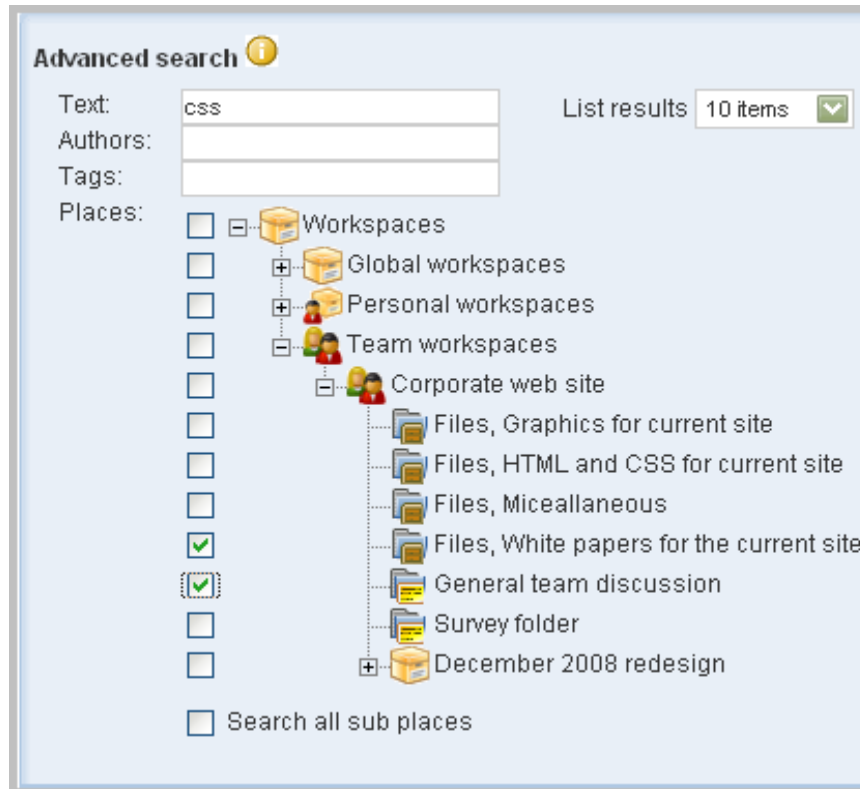 Advanced search
Text: css List results 10 items
Authors:
Tags:
Places: Workspaces
Global workspaces
Personal workspaces
Team workspaces
Corporate web site
Files, Graphics for current site
Files, HTML and CSS for current site
Files, Miceallaneous
Files, White papers for the current site
General team discussion
Survey folder
December 2008 redesign
Search all sub places